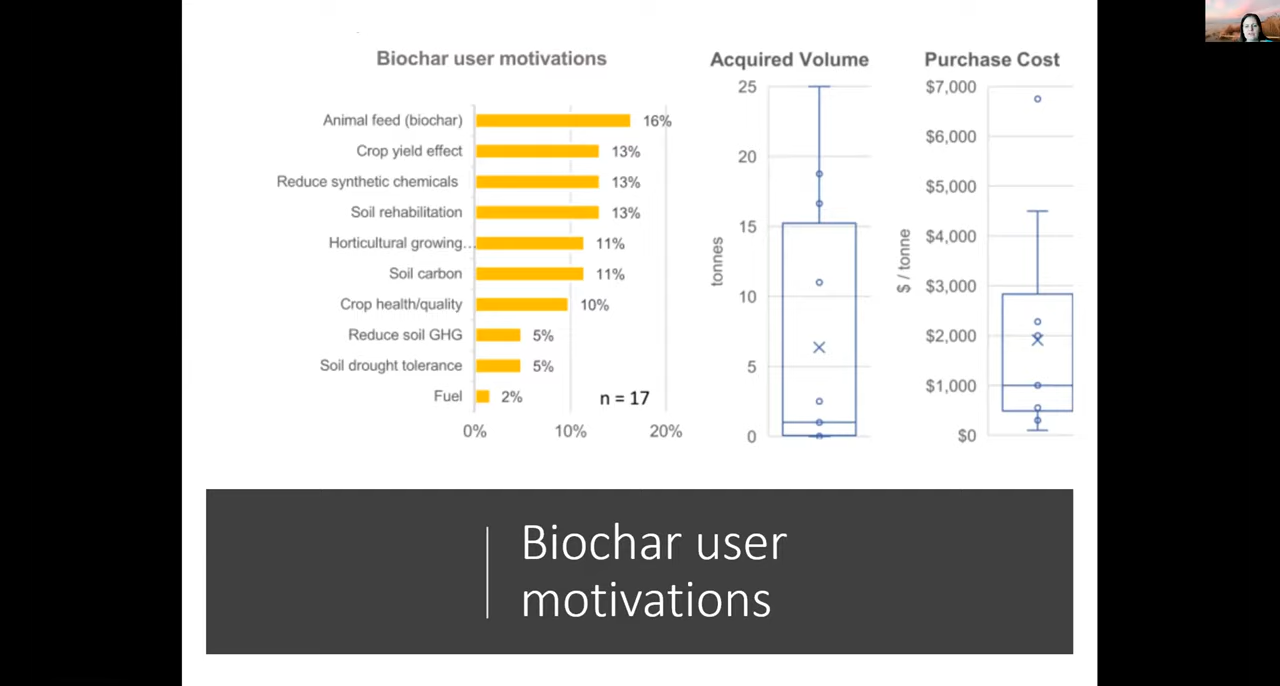 Biochar user motivations
Animal feed (biochar)
16%
Crop yield effect
13%
Reduce synthetic chemicals
13%
Soil rehabilitation
13%
Horticultural growing...
11%
Soil carbon
11%
Crop health/quality
10%
Reduce soil GHG
5%
Soil drought tolerance
5%
Fuel
2%
n = 17
0%
10%
20%
Acquired Volume
25
20
15
10
5
0
tonnes
Purchase Cost
$7,000
$6,000
$5,000
$4,000
$3,000
$2,000
$1,000
$0
$ / tonne
Biochar user
motivations